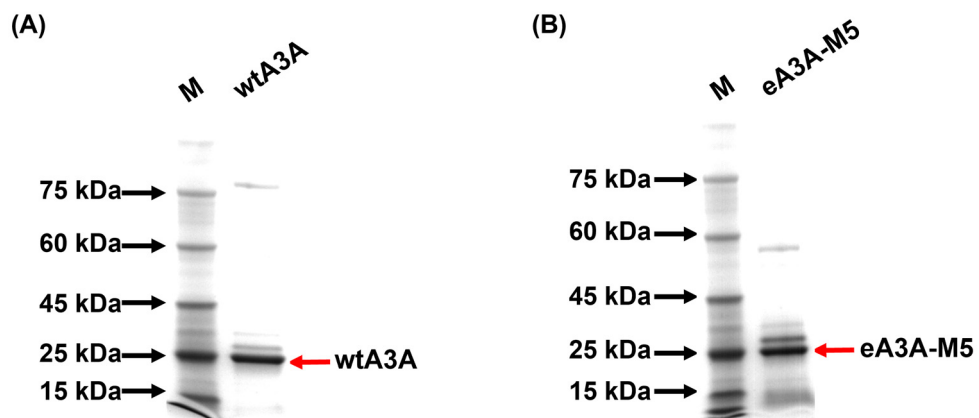 (A)
M wtA3A
75 kDa
60 kDa
45 kDa
25 kDa
15 kDa
wtA3A
(B)
M eA3A-M5
75 kDa
60 kDa
45 kDa
25 kDa
15 kDa
eA3A-M5